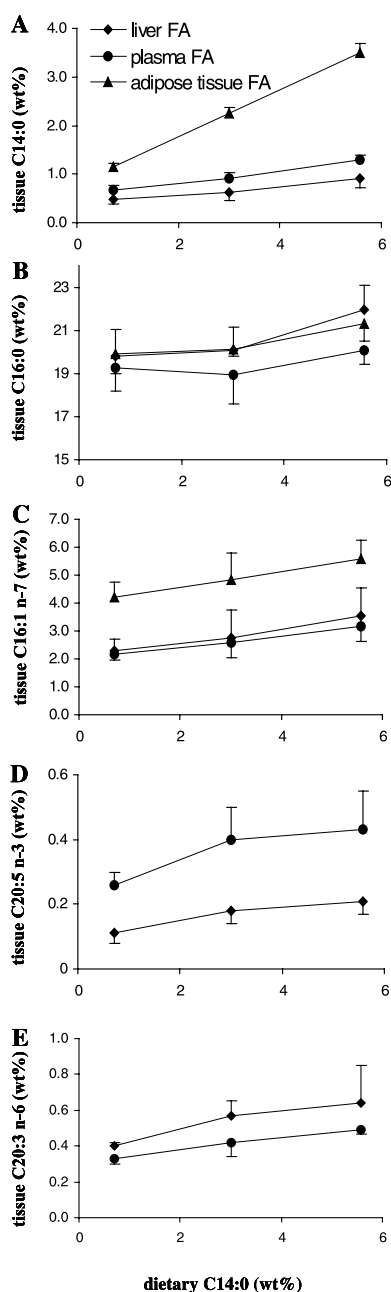 A
liver FA
plasma FA
adipose tissue FA
tissue C14:0 (wt%)
4.0
3.0
2.0
1.0
0.0
0 2 4 6
B
tissue C16:0 (wt%)
23
21
19
17
15
0 2 4 6
C
tissue C16:1 n-7 (wt%)
7.0
6.0
5.0
4.0
3.0
2.0
1.0
0.0
0 2 4 6
D
tissue C20:5 n-3 (wt%)
0.6
0.4
0.2
0
0 2 4 6
E
tissue C20:3 n-6 (wt%)
1.0
0.8
0.6
0.4
0.2
0.0
0 2 4 6
dietary C14:0 (wt%)